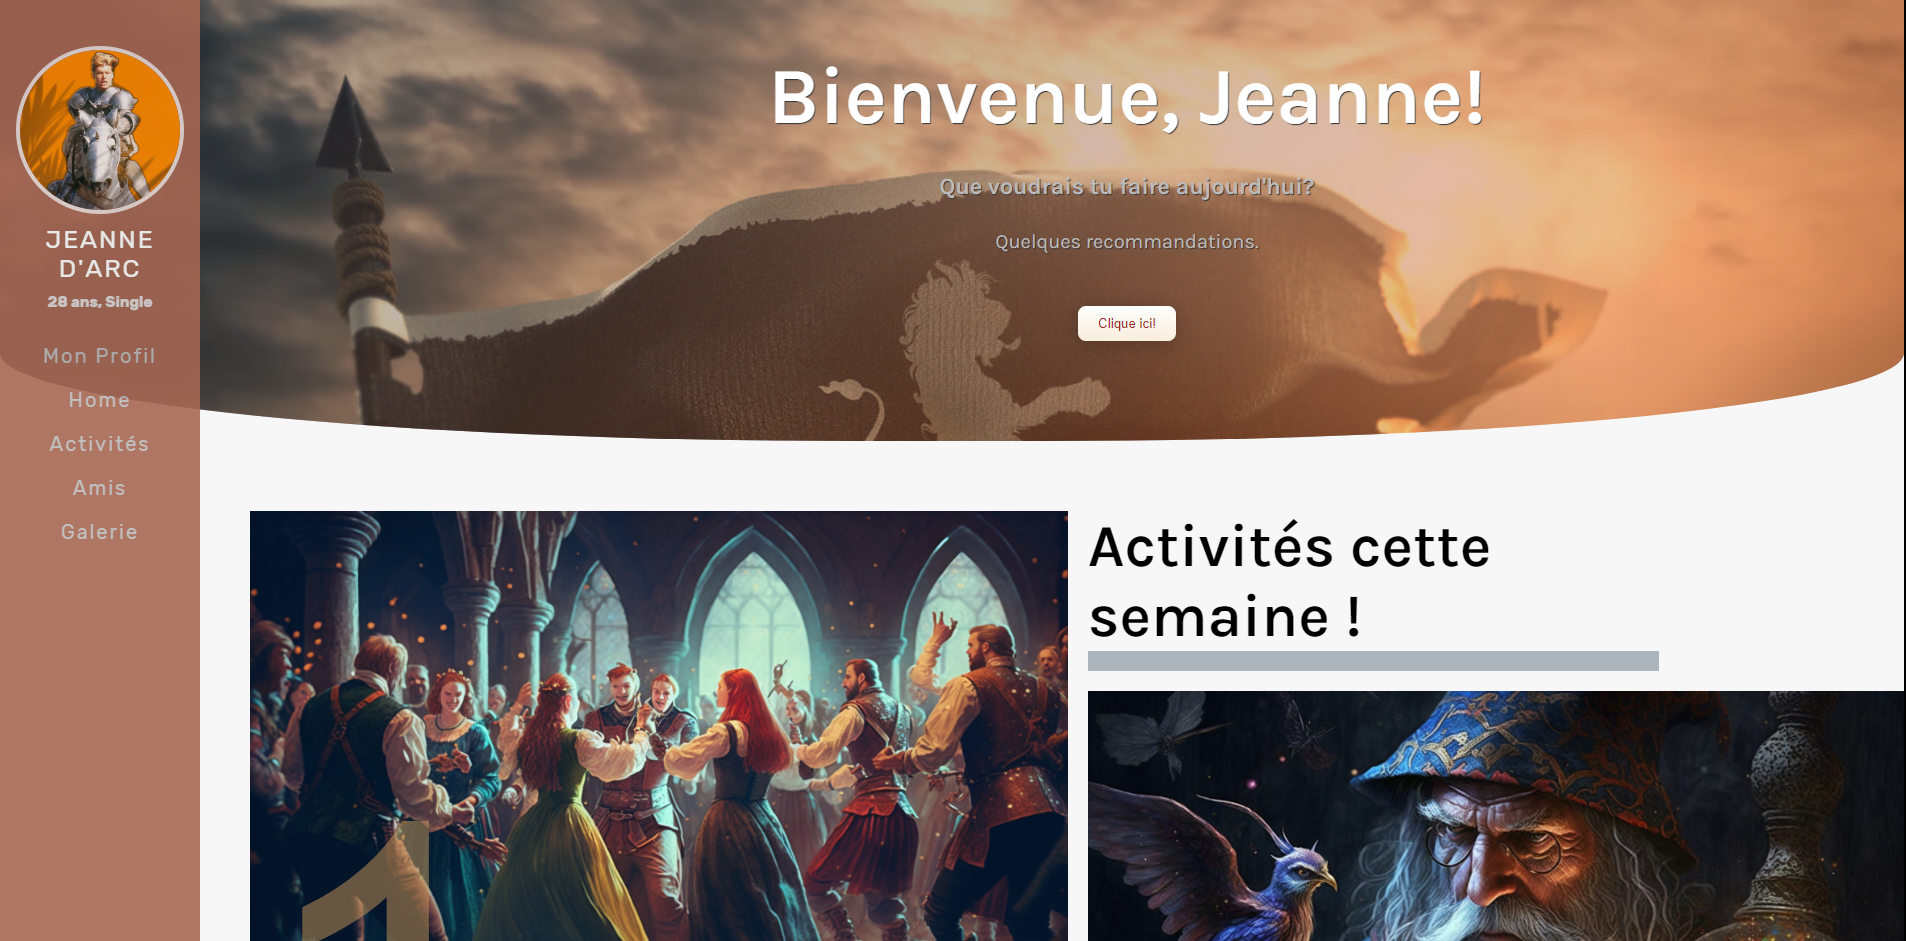 JEANNE
D'ARC
28 ans, Single
Mon Profil
Home
Activités
Amis
Galerie
Bienvenue, Jeanne!
Que voudrais tu faire aujourd'hui?
Quelques recommandations.
Clique ici!
Activités cette
semaine !
1